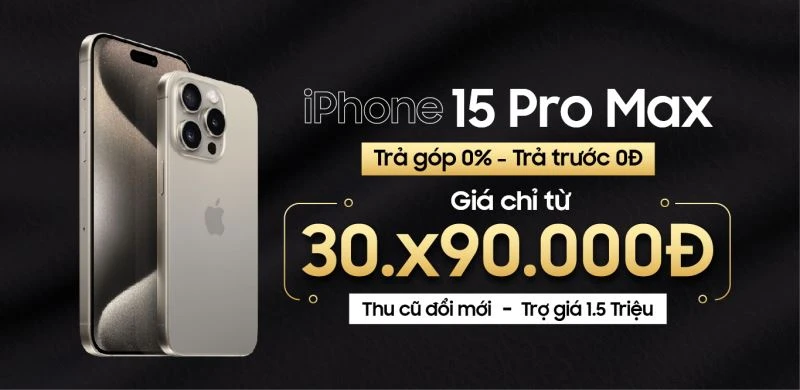 iPhone 15 Pro Max
Trả góp 0% - Trả trước 0Đ
Giá chỉ từ
30.x90.000Đ
Thu cũ đổi mới - Trợ giá 1.5 Triệu